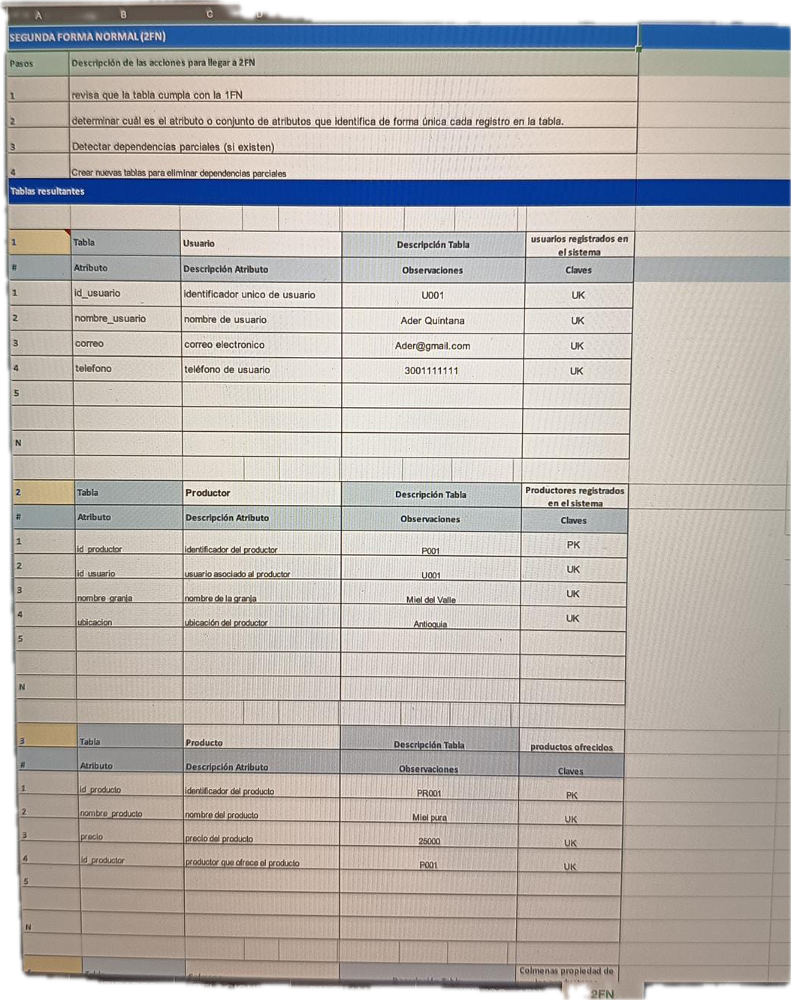 A B C D
SEGUNDA FORMA NORMAL (2FN)
Pasos Descripción de las acciones para llegar a 2FN
1 revisa que la tabla cumpla con la 1FN
2 determinar cuál es el atributo o conjunto de atributos que identifica de forma única cada registro en la tabla.
3 Detectar dependencias parciales (si existen)
4 Crear nuevas tablas para eliminar dependencias parciales
Tablas resultantes
1 Tabla Usuario Descripción Tabla usuarios registrados en
el sistema
# Atributo Descripción Atributo Observaciones Claves
1 id_usuario identificador unico de usuario U001 UK
2 nombre_usuario nombre de usuario Ader Quintana UK
3 correo correo electronico Ader@gmail.com UK
4 telefono teléfono de usuario 3001111111 UK
5
N
2 Tabla Productor Descripción Tabla Productores registrados
en el sistema
# Atributo Descripción Atributo Observaciones Claves
1 id_productor identificador del productor P001 PK
2 id_usuario usuario asociado al productor U001 UK
3 nombre_granja nombre de la granja Miel del Valle UK
4 ubicacion ubicación del productor Antioquia UK
5
N
3 Tabla Producto Descripción Tabla productos ofrecidos
# Atributo Descripción Atributo Observaciones Claves
1 id_producto identificador del producto PR001 PK
2 nombre_producto nombre del producto Miel pura UK
3 precio precio del producto 25000 UK
4 id_productor productor que ofrece el producto P001 UK
5
N
Colmenas propiedad de
2FN